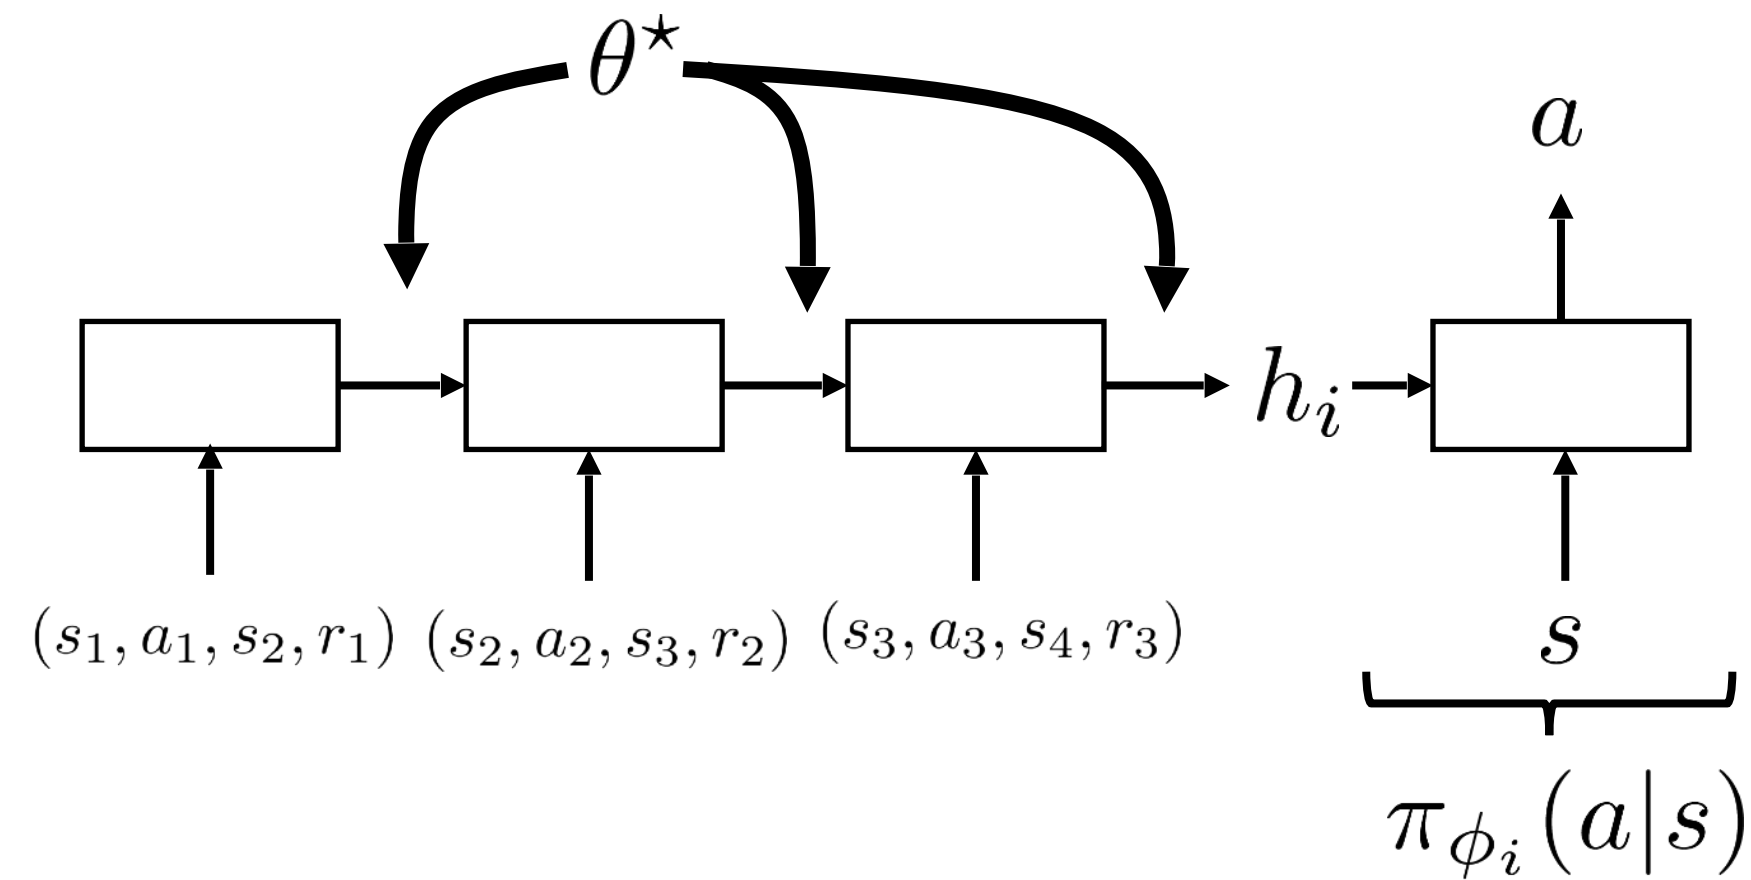 θ⋆
a
h_i
(s_1, a_1, s_2, r_1) (s_2, a_2, s_3, r_2) (s_3, a_3, s_4, r_3)
s
π_{ϕ_i}(a|s)